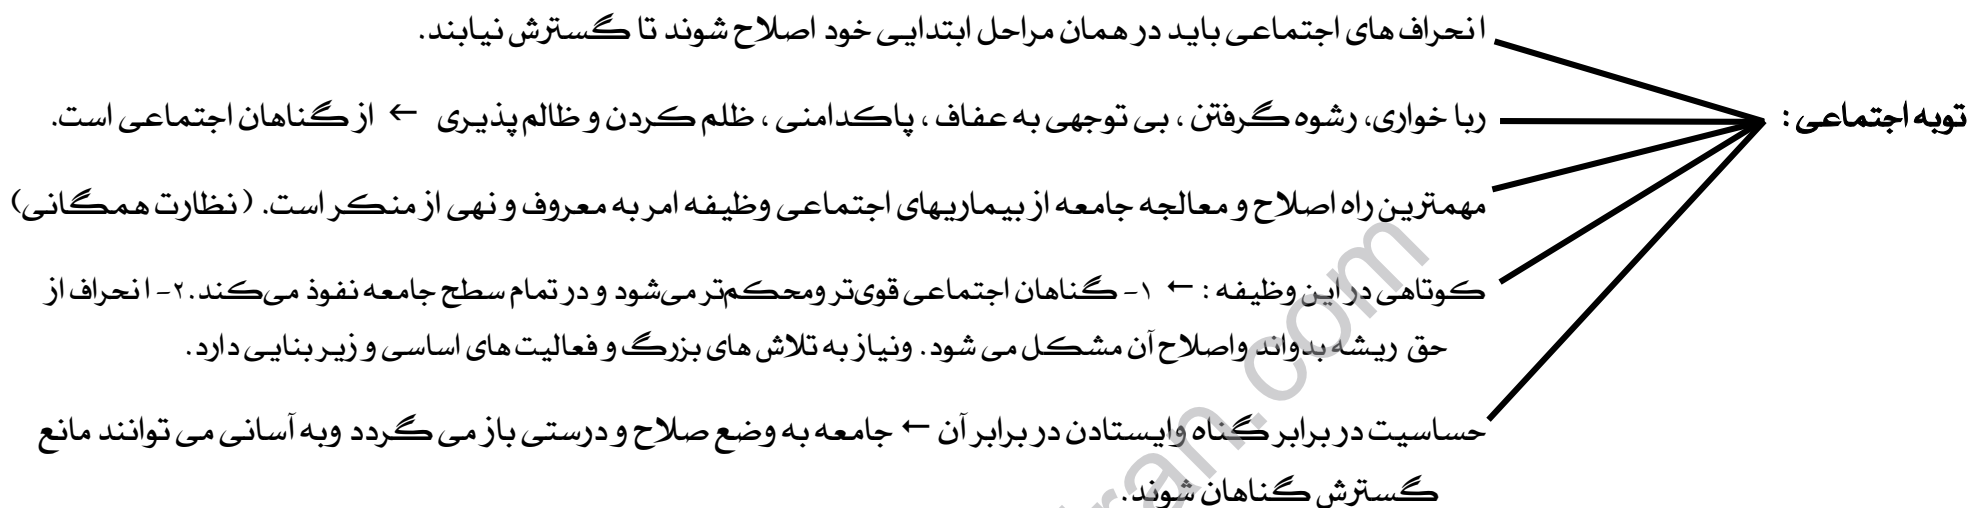 انحراف های اجتماعی باید در همان مراحل ابتدایی خود اصلاح شوند تا گسترش نیابند.
توبه اجتماعی :
ربا خواری، رشوه گرفتن ، بی توجهی به عفاف ، پاکدامنی ، ظلم کردن و ظالم پذیری ← از گناهان اجتماعی است.
مهمترین راه اصلاح و معالجه جامعه از بیماریهای اجتماعی وظیفه امر به معروف و نهی از منکر است. (نظارت همگانی)
کوتاهی در این وظیفه : ← ۱- گناهان اجتماعی قوی‌تر ومحکم‌تر می‌شود و در تمام سطح جامعه نفوذ می‌کند. ۲- انحراف از
حق ریشه بدواند واصلاح آن مشکل می شود. ونیاز به تلاش های بزرگ و فعالیت های اساسی و زیر بنایی دارد.
حساسیت در برابر گناه وایستادن در برابر آن ← جامعه به وضع صلاح و درستی باز می گردد وبه آسانی می توانند مانع
گسترش گناهان شوند.
ran.com